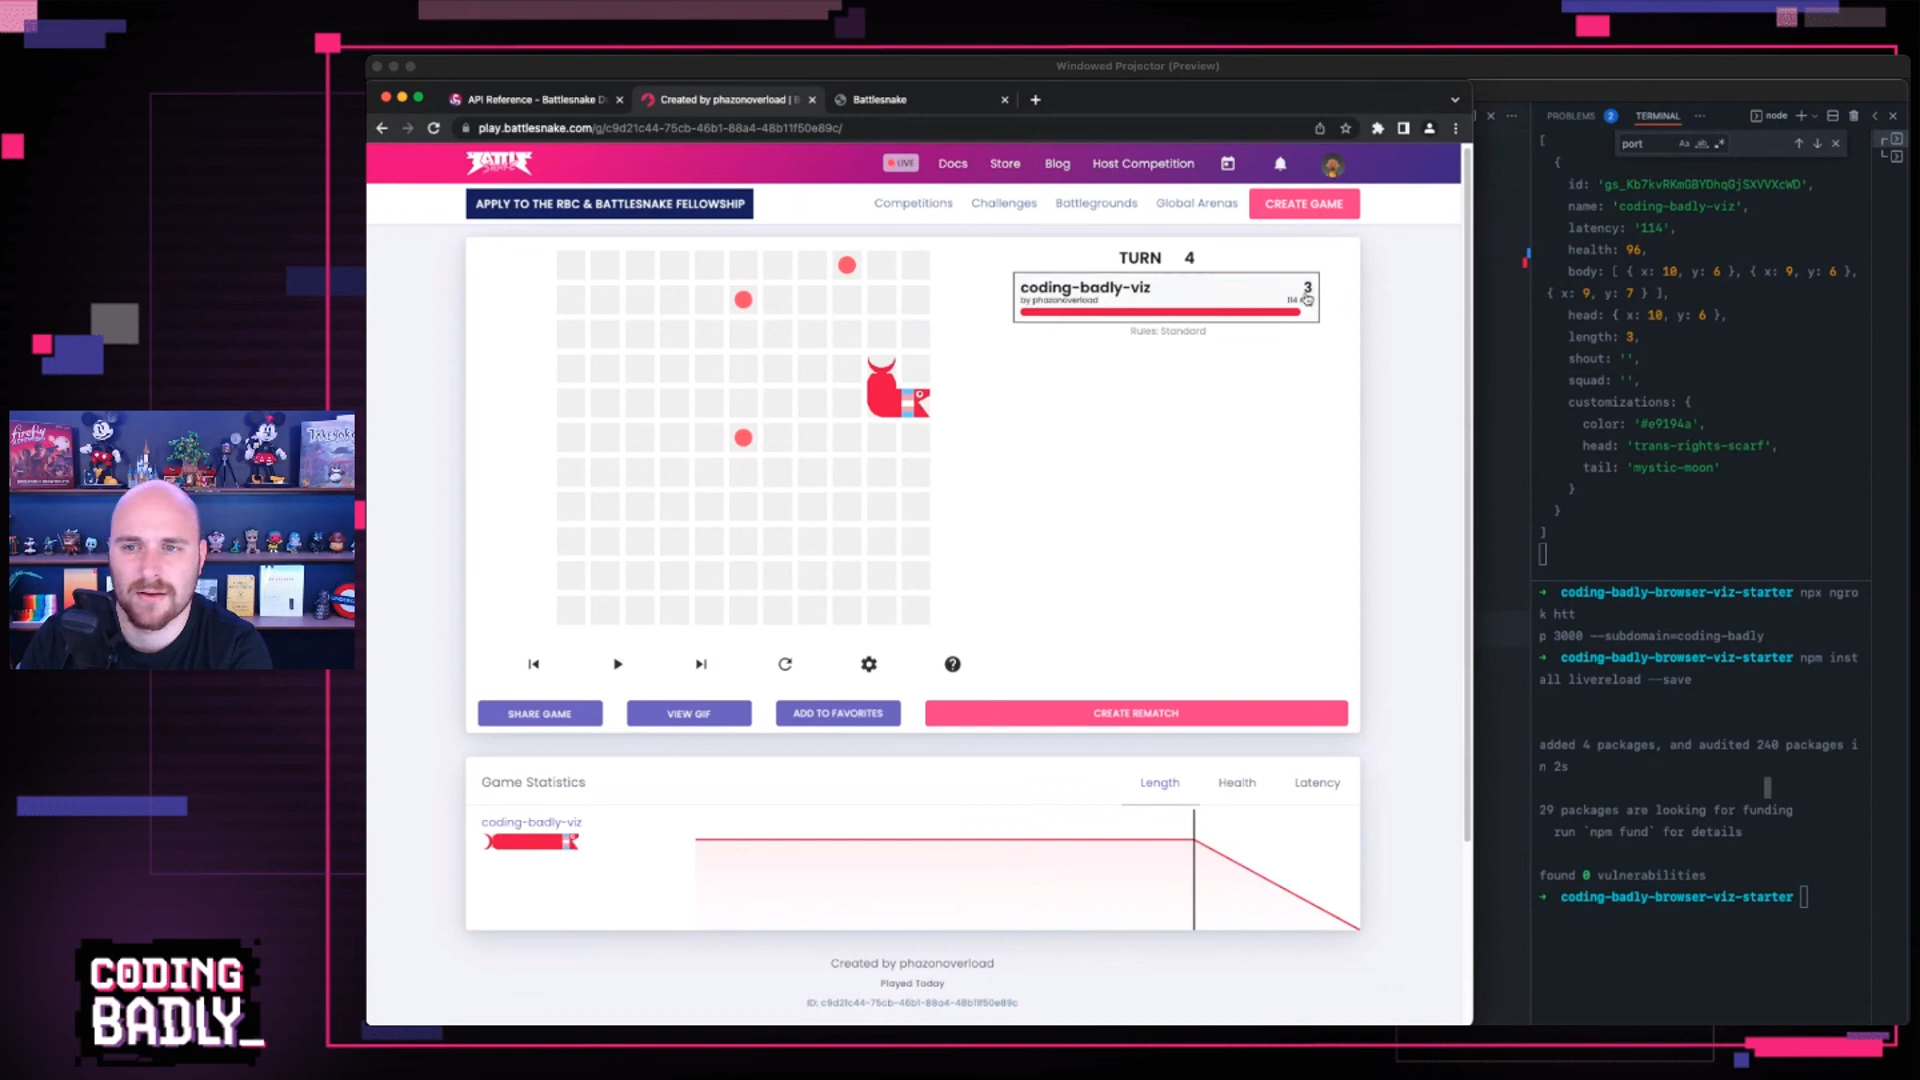 Windowed Projector (Preview)
API Reference - Battlesnake D
Created by phazonoverload | B
Battlesnake
play.battlesnake.com/g/c9d21c44-75cb-46b1-88a4-48b11f50e89c/
BATTLE
SNAKE
LIVE
Docs
Store
Blog
Host Competition
APPLY TO THE RBC & BATTLESNAKE FELLOWSHIP
Competitions
Challenges
Battlegrounds
Global Arenas
CREATE GAME
TURN 4
coding-badly-viz
3
by phazonoverload
114
Rules: Standard
SHARE GAME
VIEW GIF
ADD TO FAVORITES
CREATE REMATCH
Game Statistics
Length
Health
Latency
coding-badly-viz
Created by phazonoverload
Played Today
ID: c9d21c44-75cb-46b1-88a4-48b11f50e89c
PROBLEMS 2
TERMINAL
node
port
[
{
id: 'gs_Kb7kvRKmGBYDhqGjSXVVXcWD',
name: 'coding-badly-viz',
latency: '114',
health: 96,
body: [ { x: 10, y: 6 }, { x: 9, y: 6 },
{ x: 9, y: 7 } ],
head: { x: 10, y: 6 },
length: 3,
shout: '',
squad: '',
customizations: {
color: '#e9194a',
head: 'trans-rights-scarf',
tail: 'mystic-moon'
}
}
]
➜ coding-badly-browser-viz-starter npx ngro
k htt
p 3000 --subdomain=coding-badly
➜ coding-badly-browser-viz-starter npm inst
all livereload --save
added 4 packages, and audited 240 packages i
n 2s
29 packages are looking for funding
run `npm fund` for details
found 0 vulnerabilities
➜ coding-badly-browser-viz-starter
firefly
TAKENOKO
CODING
BADLY_